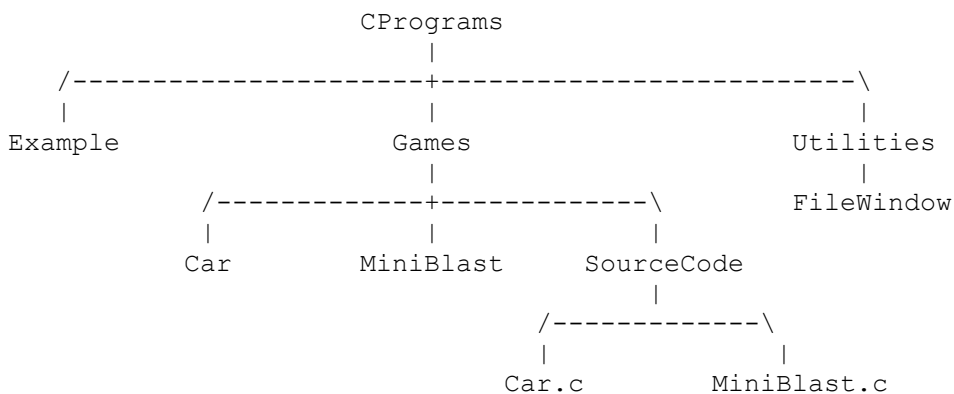 CPrograms
Example Games Utilities
FileWindow
Car MiniBlast SourceCode
Car.c MiniBlast.c